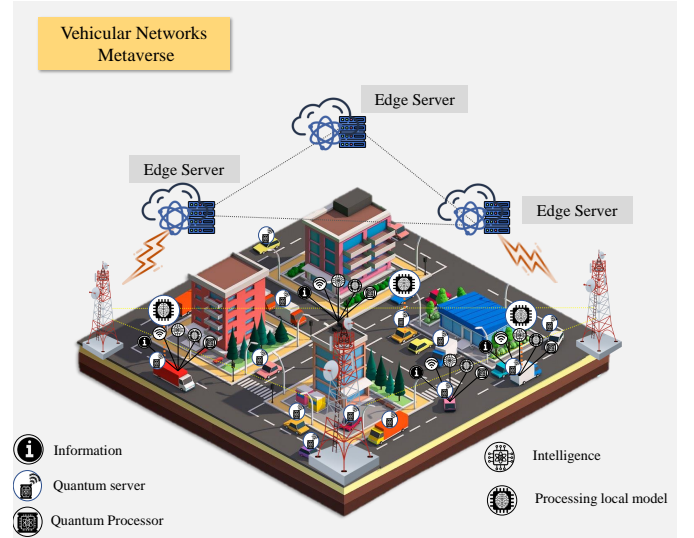 Vehicular Networks
Metaverse
Edge Server
Edge Server
Edge Server
Information
Quantum server
Quantum Processor
Intelligence
Processing local model